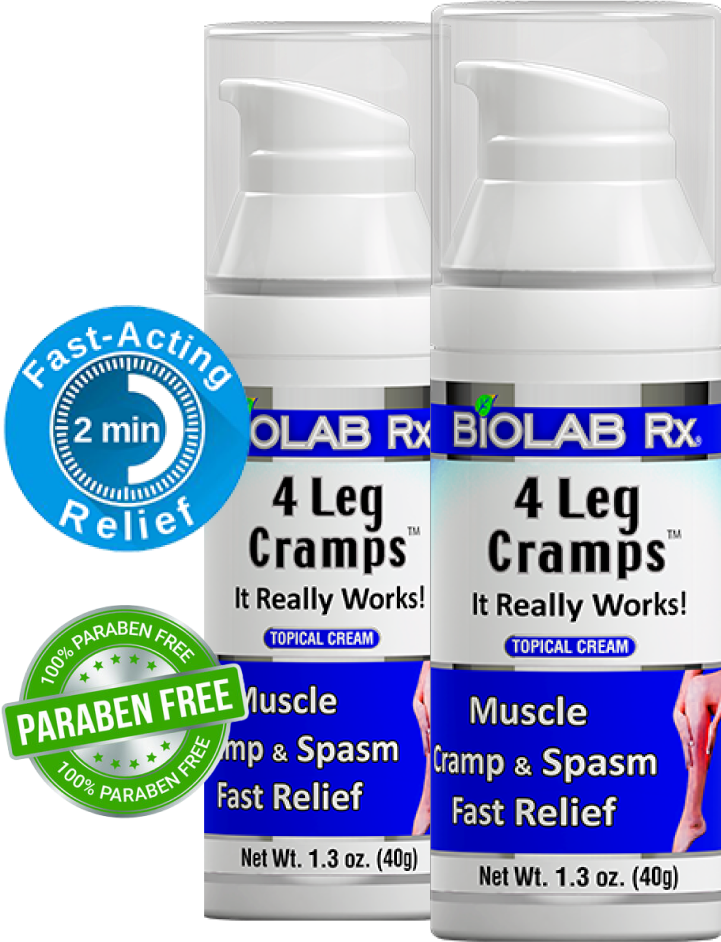 Fast-Acting
2 min
Relief
100% PARABEN FREE
PARABEN FREE
100% PARABEN FREE
OLAB Rx
4 Leg
Cramps™
It Really Works!
TOPICAL CREAM
Muscle
mp & Spasm
Fast Relief
Net Wt. 1.3 oz. (40g)
BiOLAB Rx®
4 Leg
Cramps™
It Really Works!
TOPICAL CREAM
Muscle
Cramp & Spasm
Fast Relief
Net Wt. 1.3 oz. (40g)